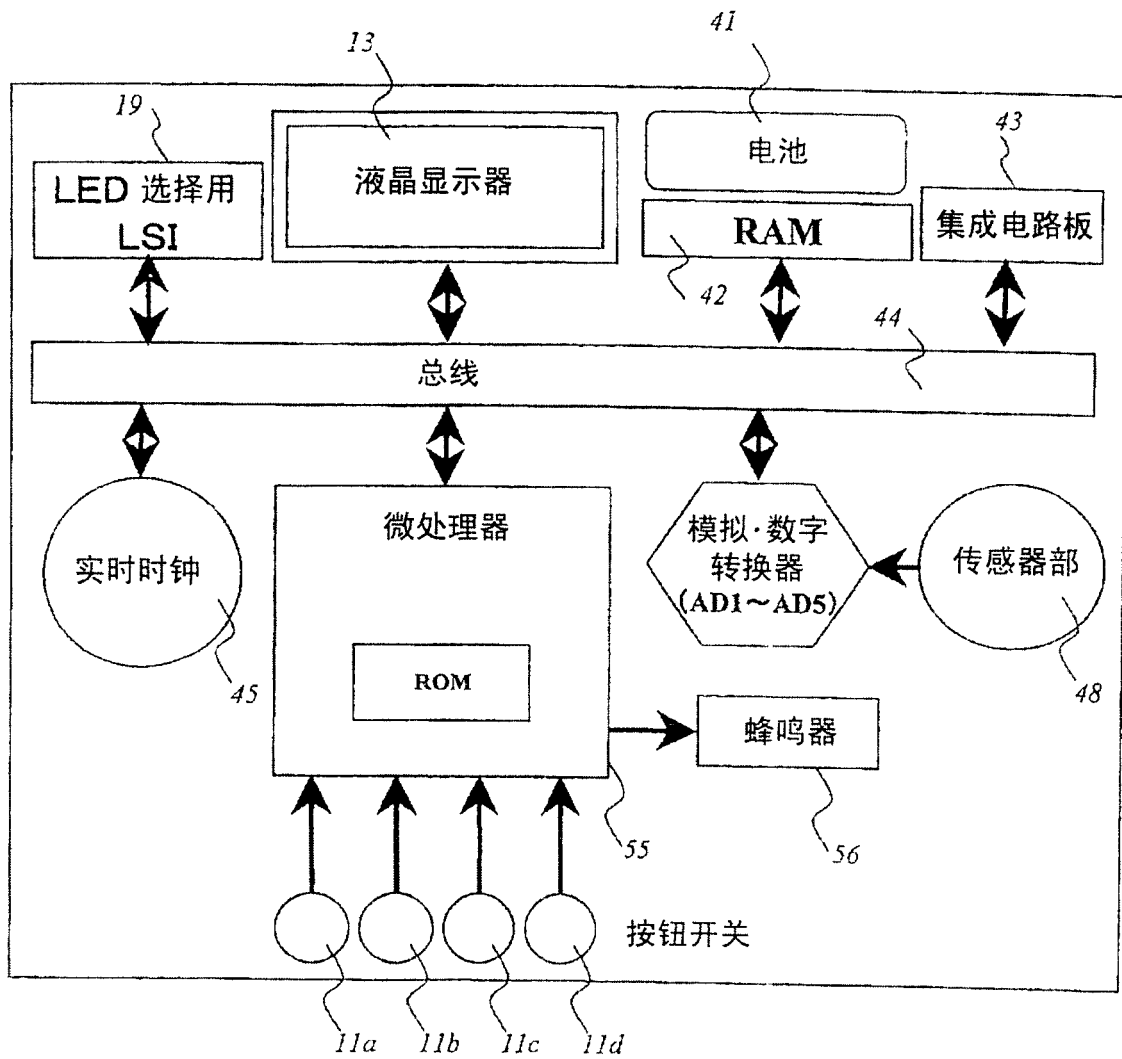 13
41
19
43
LED 选择用
LSI
液晶显示器
电池
RAM
集成电路板
42
44
总线
实时时钟
微处理器
模拟·数字
转换器
(AD1～AD5)
传感器部
ROM
45
48
蜂鸣器
55
56
按钮开关
11a
11b
11c
11d